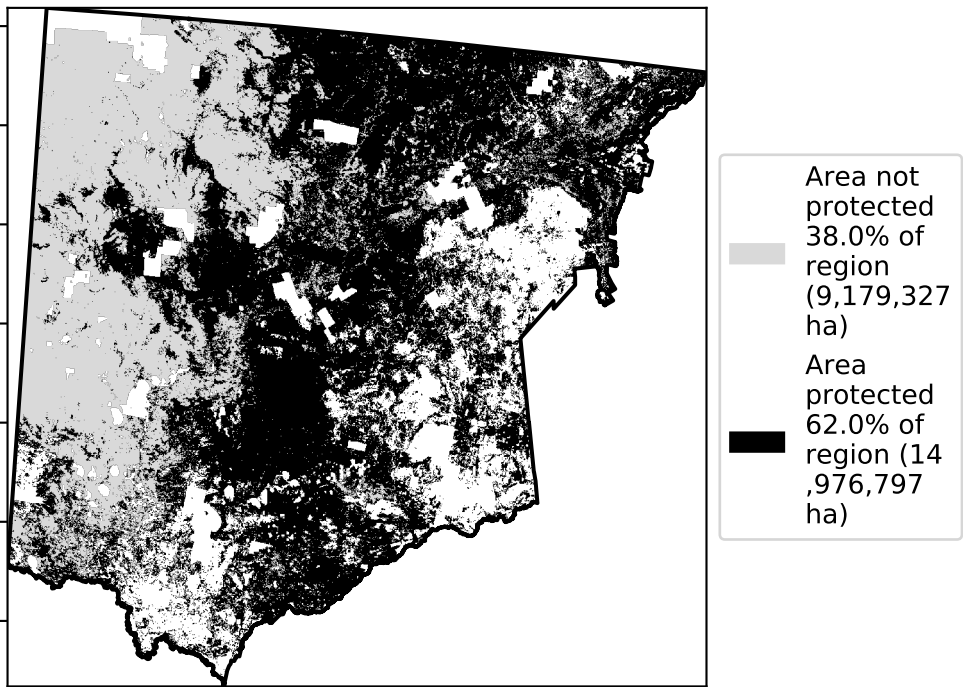 Area not
protected
38.0% of
region
(9,179,327
ha)
Area
protected
62.0% of
region (14
,976,797
ha)